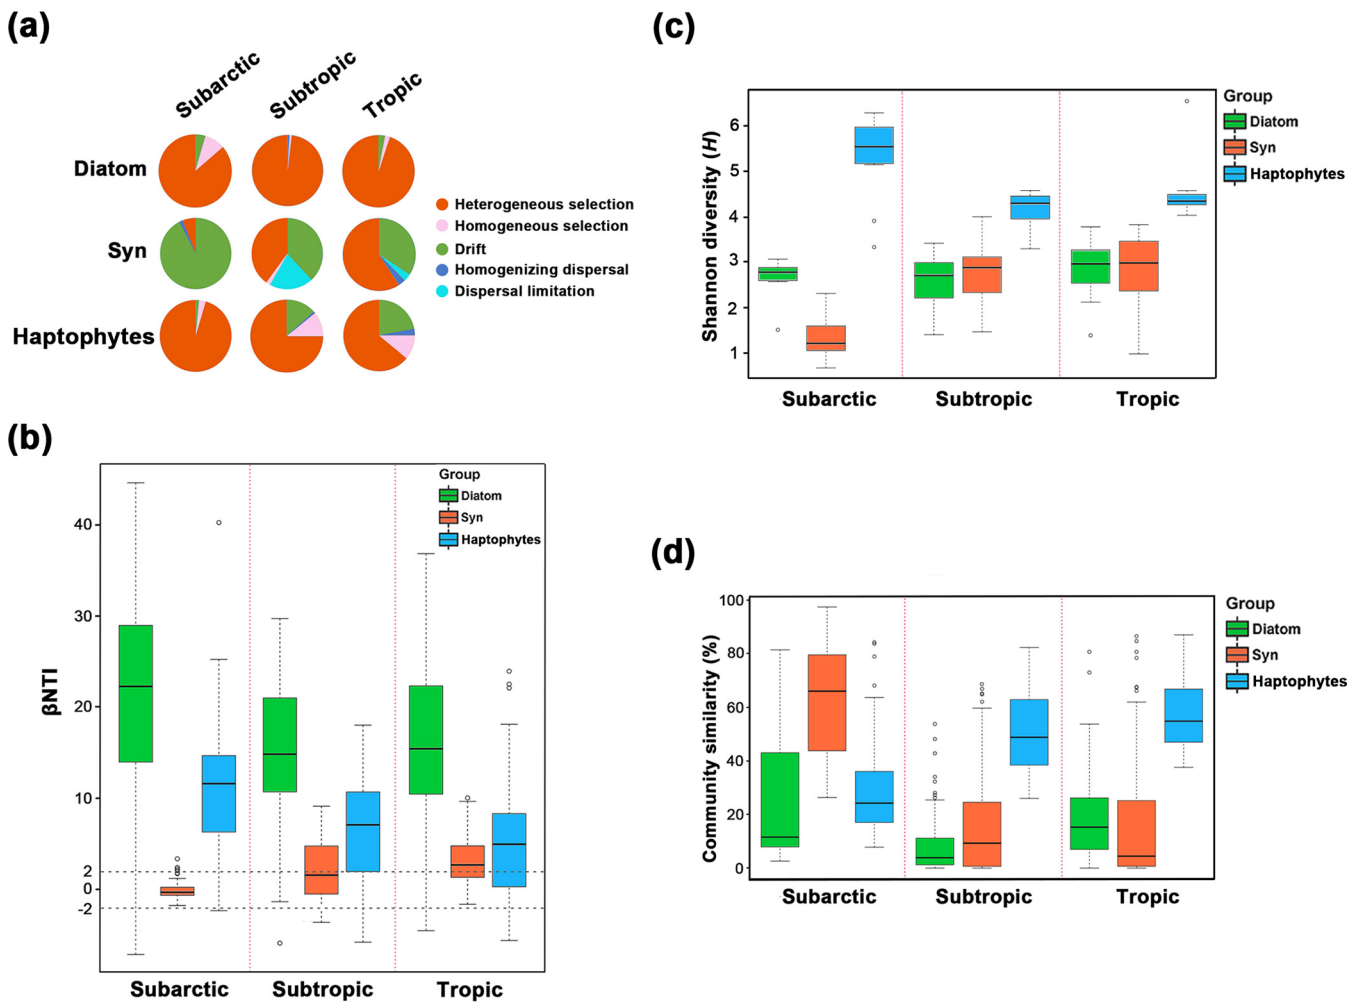 (a)
Subarctic
Subtropic
Tropic
Diatom
Syn
Haptophytes
Heterogeneous selection
Homogeneous selection
Drift
Homogenizing dispersal
Dispersal limitation
(c)
Shannon diversity (H)
6
5
4
3
2
1
Subarctic
Subtropic
Tropic
Group
Diatom
Syn
Haptophytes
(b)
βNTI
40
30
20
10
2
0
-2
Group
Diatom
Syn
Haptophytes
Subarctic
Subtropic
Tropic
(d)
Community similarity (%)
100
80
60
40
20
0
Subarctic
Subtropic
Tropic
Group
Diatom
Syn
Haptophytes